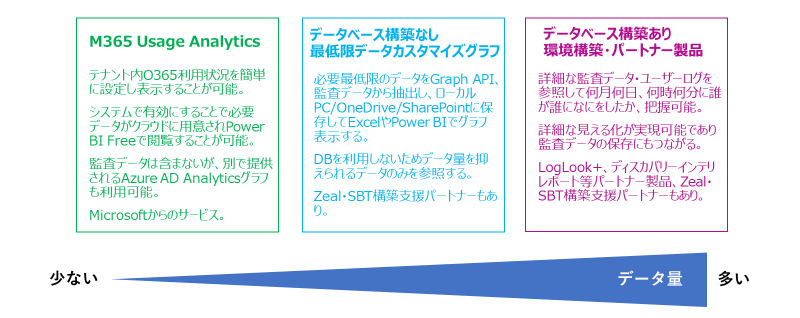 M365 Usage Analytics
テナント内O365利用状況を簡単
に設定し表示することが可能。
システムで有効にすることで必要
データがクラウドに用意されPower
BI Freeで閲覧することが可能。
監査データは含まないが、別で提供
されるAzure AD Analyticsグラフ
も利用可能。
Microsoftからのサービス。
データベース構築なし
最低限データカスタマイズグラフ
必要最低限のデータをGraph API、
監査データから抽出し、ローカル
PC/OneDrive/SharePointに保
存してExcelやPower BIでグラフ
表示する。
DBを利用しないためデータ量を抑
えられるデータのみを参照する。
Zeal・SBT構築支援パートナーもあ
り。
データベース構築あり
環境構築・パートナー製品
詳細な監査データ・ユーザーログを
参照して何月何日、何時何分に誰
が誰になにをしたか、把握可能。
詳細な見える化が実現可能であり
監査データの保存にもつながる。
LogLook+、ディスカバリーインテリ
レポート等パートナー製品、Zeal・
SBT構築支援パートナーもあり。
少ない
データ量
多い